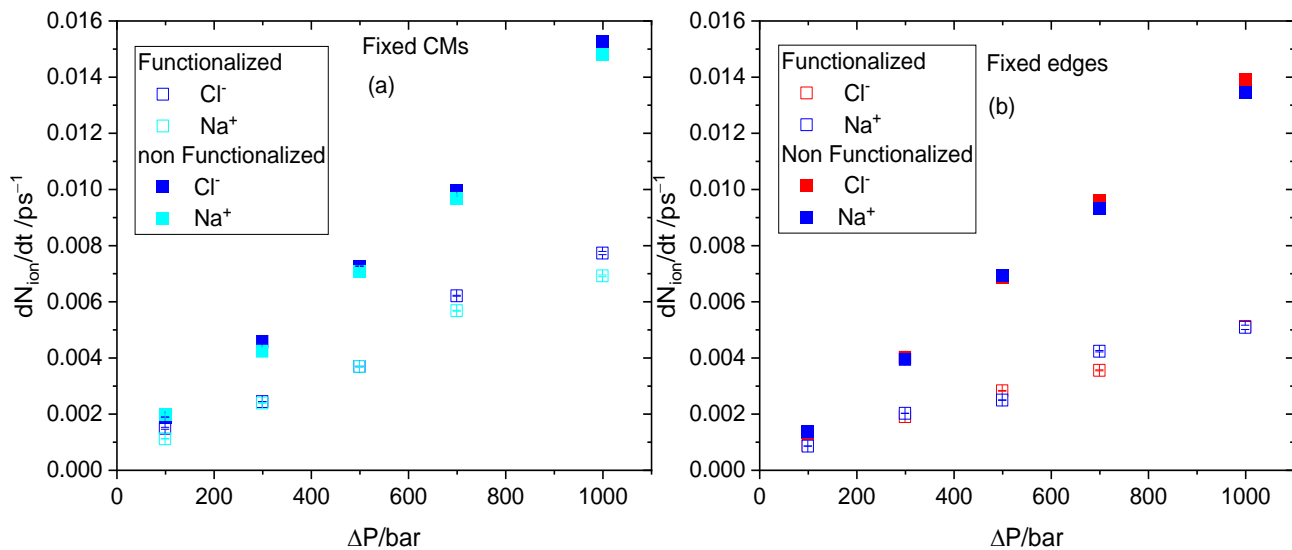 0.016
0.014
0.012
0.010
0.008
0.006
0.004
0.002
0.000
dN_ion/dt /ps⁻¹
Fixed CMs
(a)
Functionalized
Cl⁻
Na⁺
non Functionalized
Cl⁻
Na⁺
0 200 400 600 800 1000
ΔP/bar
0.016
0.014
0.012
0.010
0.008
0.006
0.004
0.002
0.000
dN_ion/dt /ps⁻¹
Fixed edges
(b)
Functionalized
Cl⁻
Na⁺
Non Functionalized
Cl⁻
Na⁺
0 200 400 600 800 1000
ΔP/bar